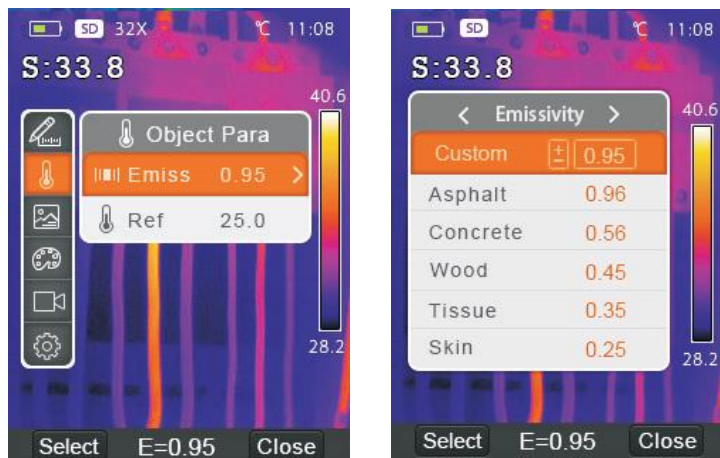 SD 32X ℃ 11:08
S:33.8
40.6
Object Para
Emiss 0.95 >
Ref 25.0
28.2
Select E=0.95 Close
SD ℃ 11:08
S:33.8
40.6
< Emissivity >
Custom ± 0.95
Asphalt 0.96
Concrete 0.56
Wood 0.45
Tissue 0.35
Skin 0.25
28.2
Select E=0.95 Close